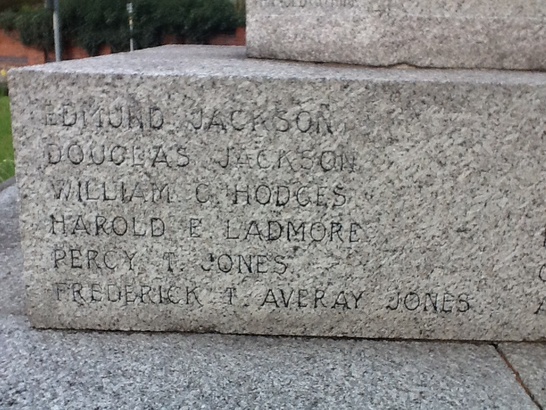 EDMUND JACKSON
DOUGLAS JACKSON
WILLIAM C. HODGES
HAROLD E LADMORE
PERCY T. JONES
FREDERICK T. AVERAY JONES